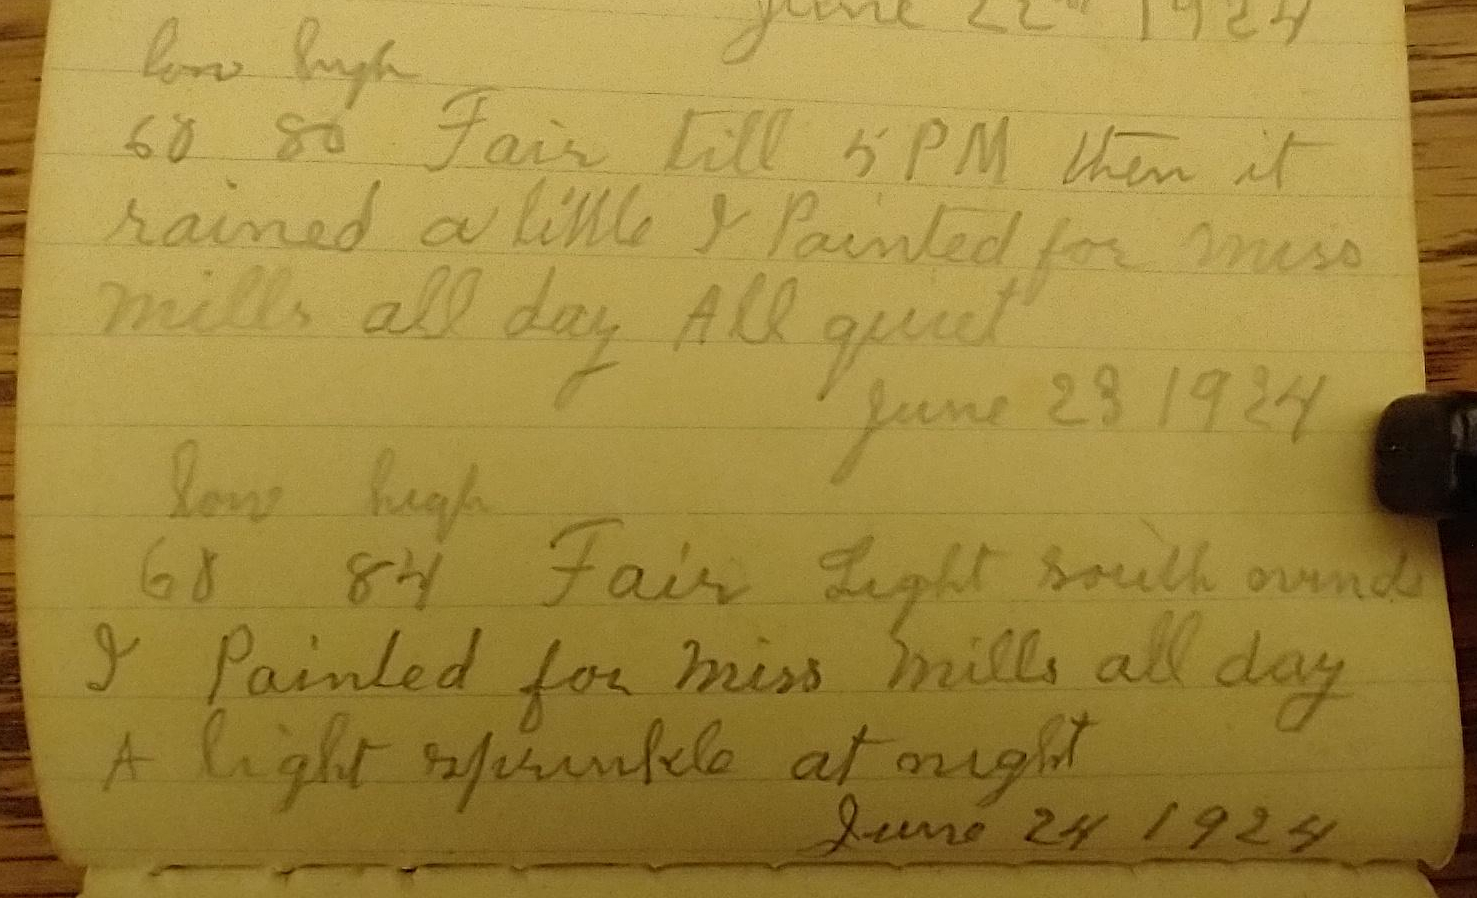 June 22nd 1924
low high
68 80 Fair till 5 PM then it
rained a little I Painted for miss
mills all day All quiet
June 23 1924
low high
68 84 Fair Light south winds
I Painted for miss mills all day
A light sprinkle at night
June 24 1924